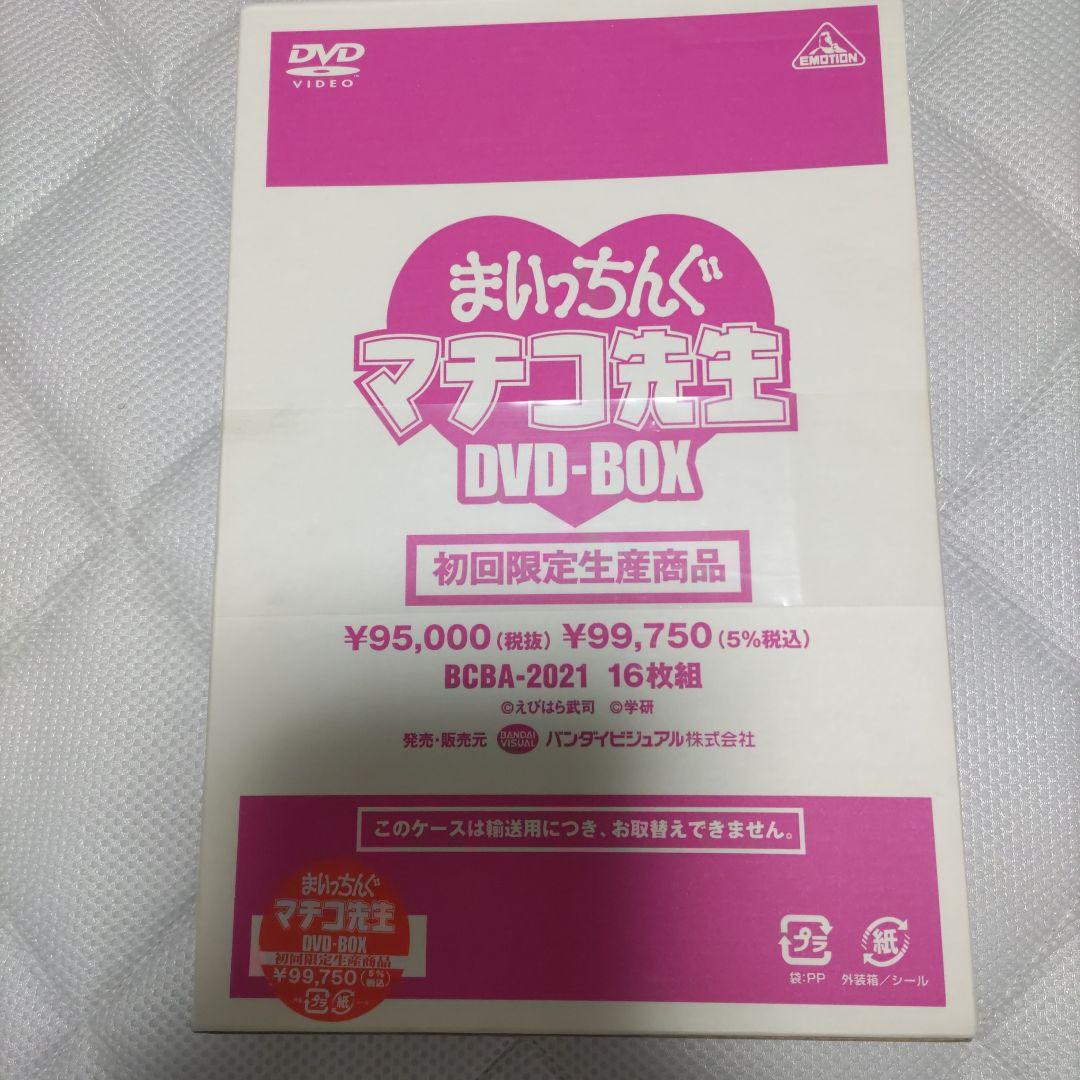 DVD
VIDEO
EMOTION
まいっちんぐ
マチコ先生
DVD-BOX
初回限定生産商品
¥95,000(税抜) ¥99,750(5%税込)
BCBA-2021 16枚組
©えびはら武司 ©学研
発売・販売元 BANDAI VISUAL バンダイビジュアル株式会社
このケースは輸送用につき、お取替えできません。
まいっちんぐ
マチコ先生
DVD-BOX
初回限定生産商品
¥99,750(5%税込)
プラ 紙
プラ 紙
袋:PP 外装箱/シール